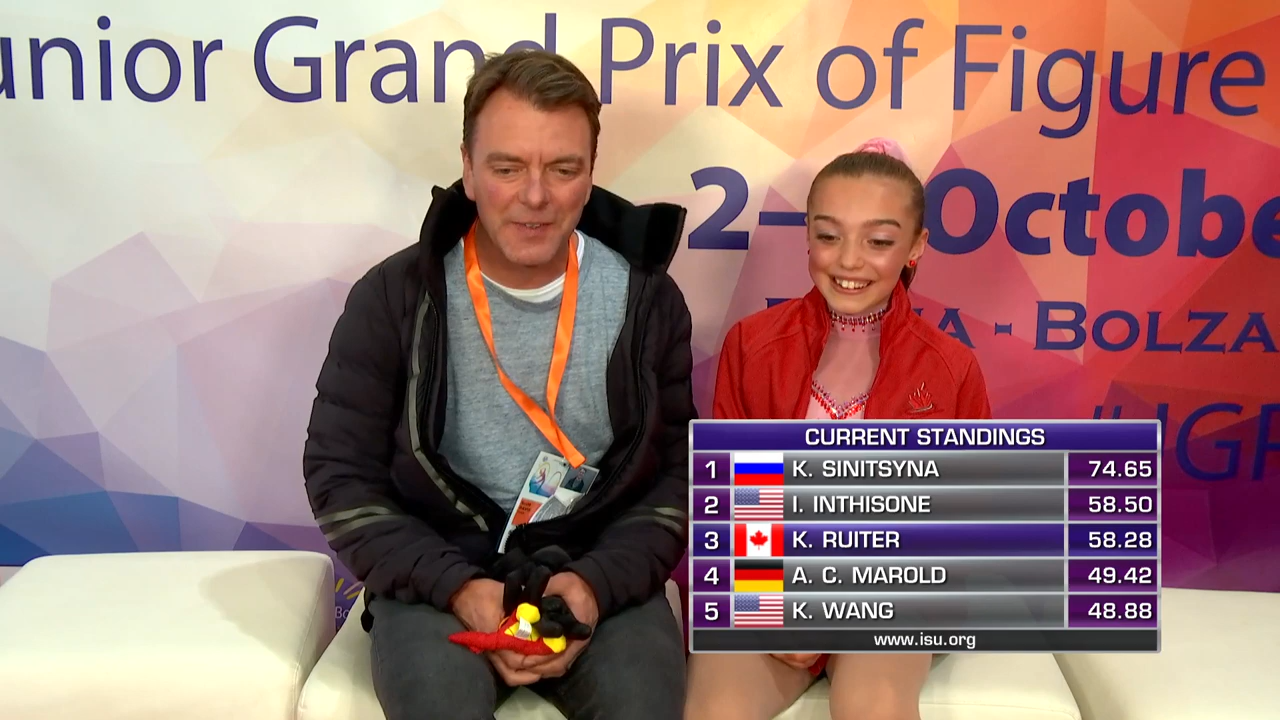 unior Grand Prix of Figure
2– Octobe
A - BOLZA
#JGP
CURRENT STANDINGS
1 K. SINITSYNA 74.65
2 I. INTHISONE 58.50
3 K. RUITER 58.28
4 A. C. MAROLD 49.42
5 K. WANG 48.88
www.isu.org